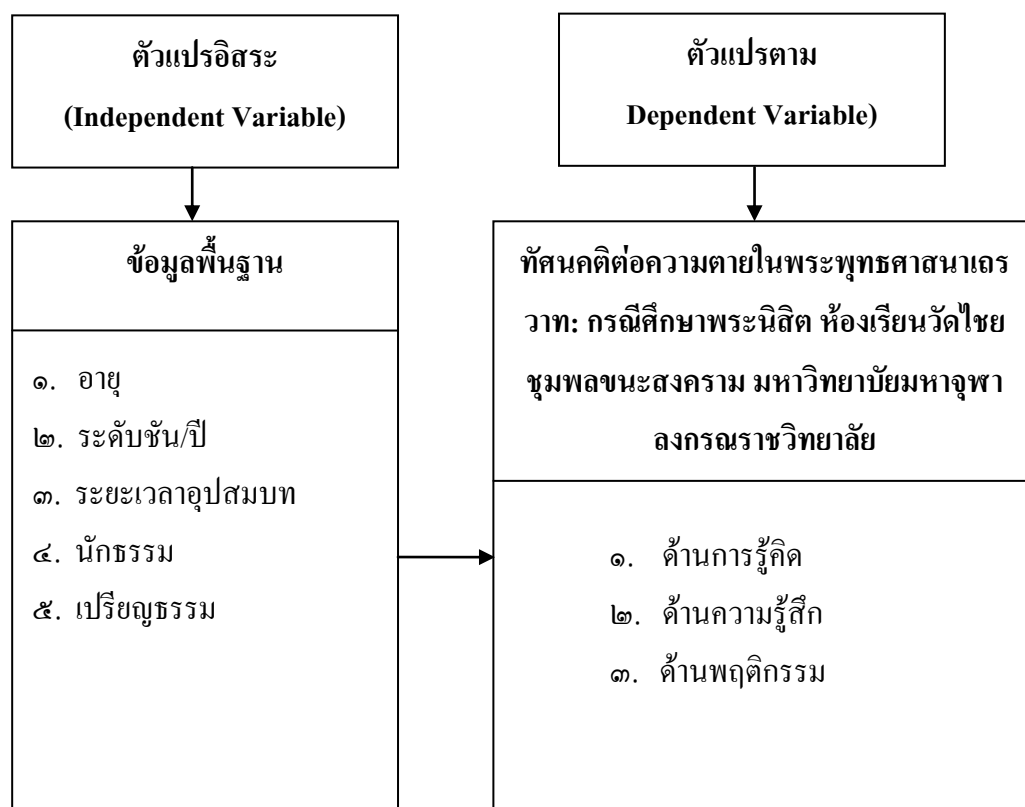 ตัวแปรอิสระ
(Independent Variable)
ตัวแปรตาม
Dependent Variable)
ข้อมูลพื้นฐาน
๑. อายุ
๒. ระดับชัน/ปี
๓. ระยะเวลาอุปสมบท
๔. นักธรรม
๕. เปรียญธรรม
ทัศนคติต่อความตายในพระพุทธศาสนาเถร
วาท: กรณีศึกษาพระนิสิต ห้องเรียนวัดไชย
ชุมพลขนะสงคราม มหาวิทยาบัยมหาจุฬา
ลงกรณราชวิทยาลัย
๑. ด้านการรู้คิด
๒. ด้านความรู้สึก
๓. ด้านพฤติกรรม